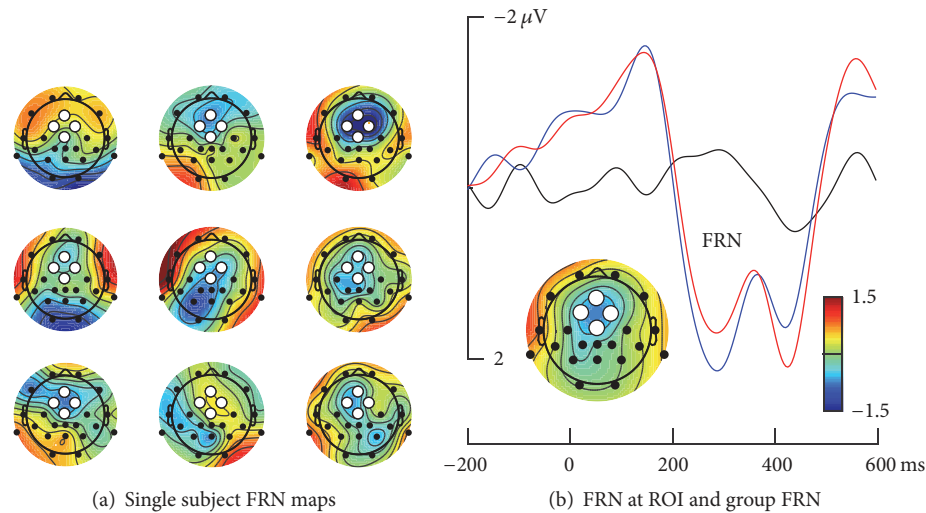 −2 μV
FRN
1.5
−1.5
2
−200
0
200
400
600 ms
(a) Single subject FRN maps
(b) FRN at ROI and group FRN